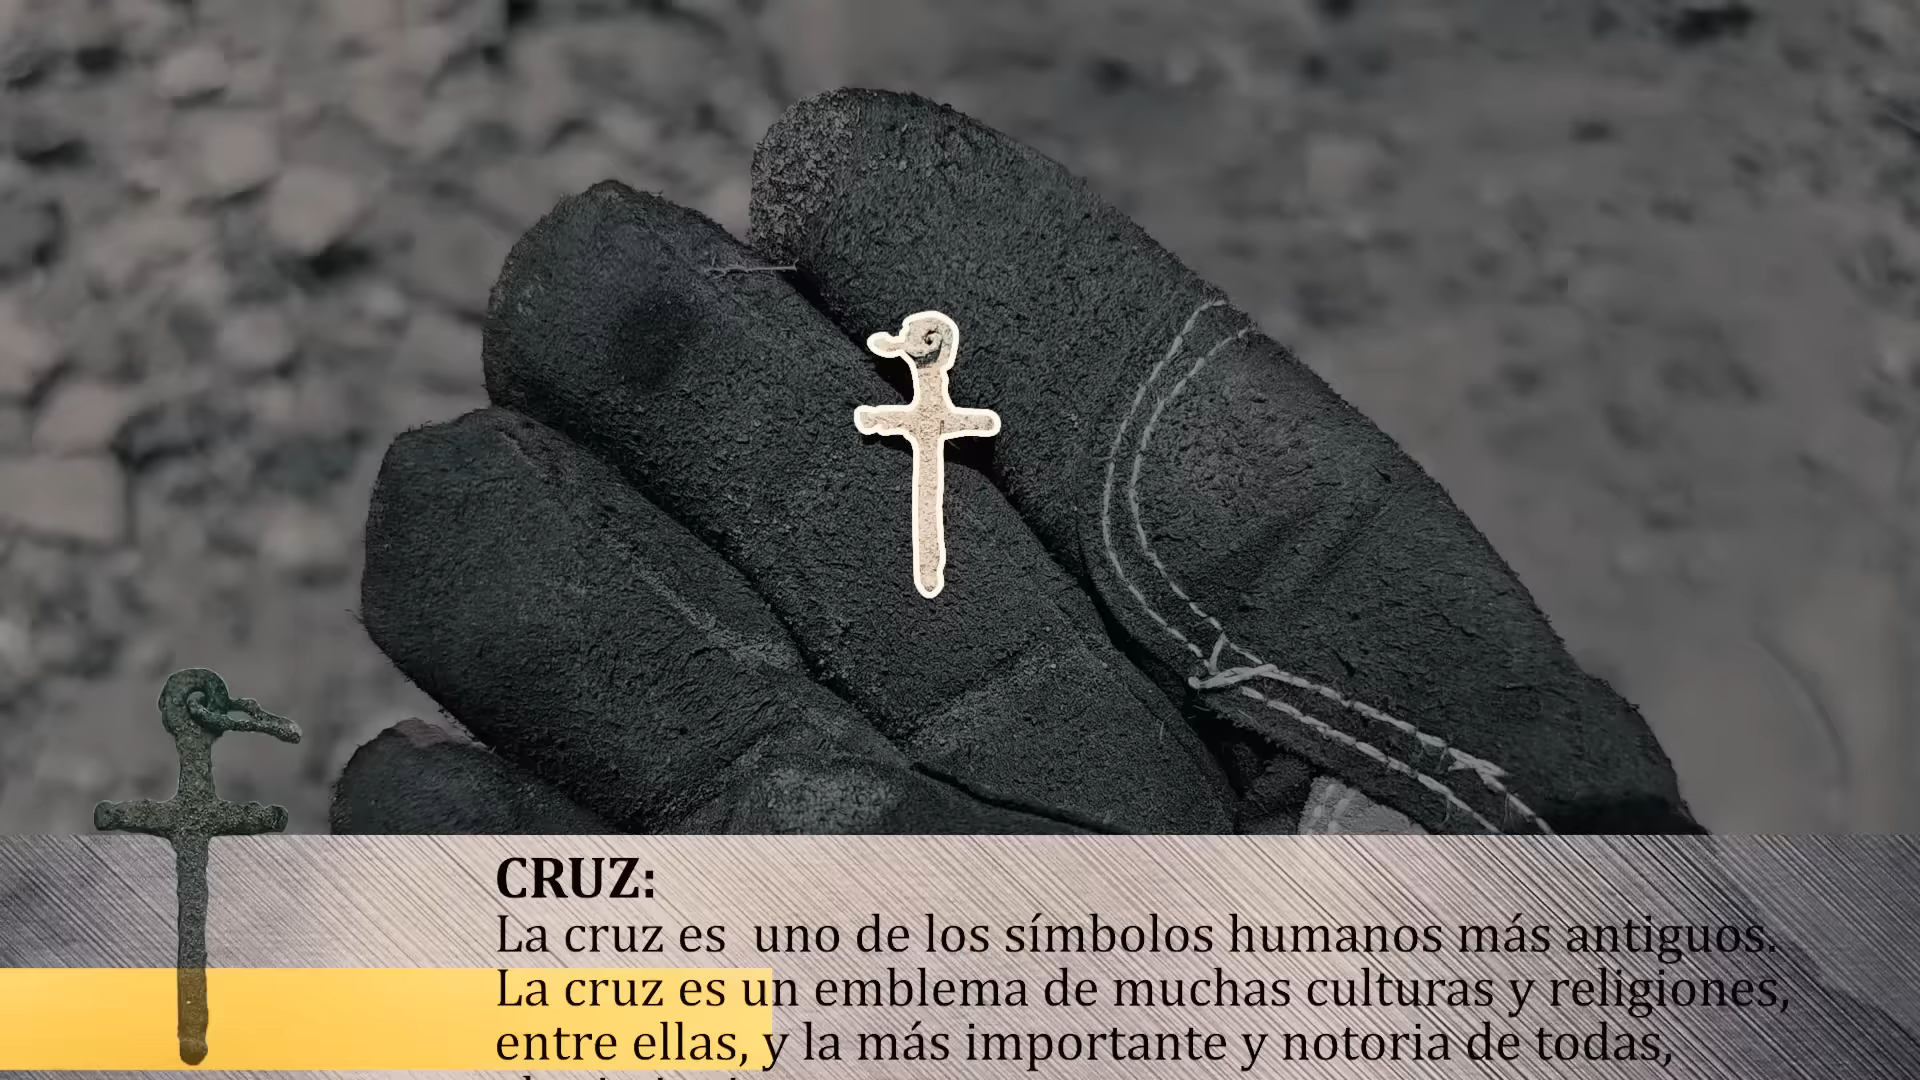 CRUZ:
La cruz es  uno de los símbolos humanos más antiguos.
La cruz es un emblema de muchas culturas y religiones,
entre ellas, y la más importante y notoria de todas,